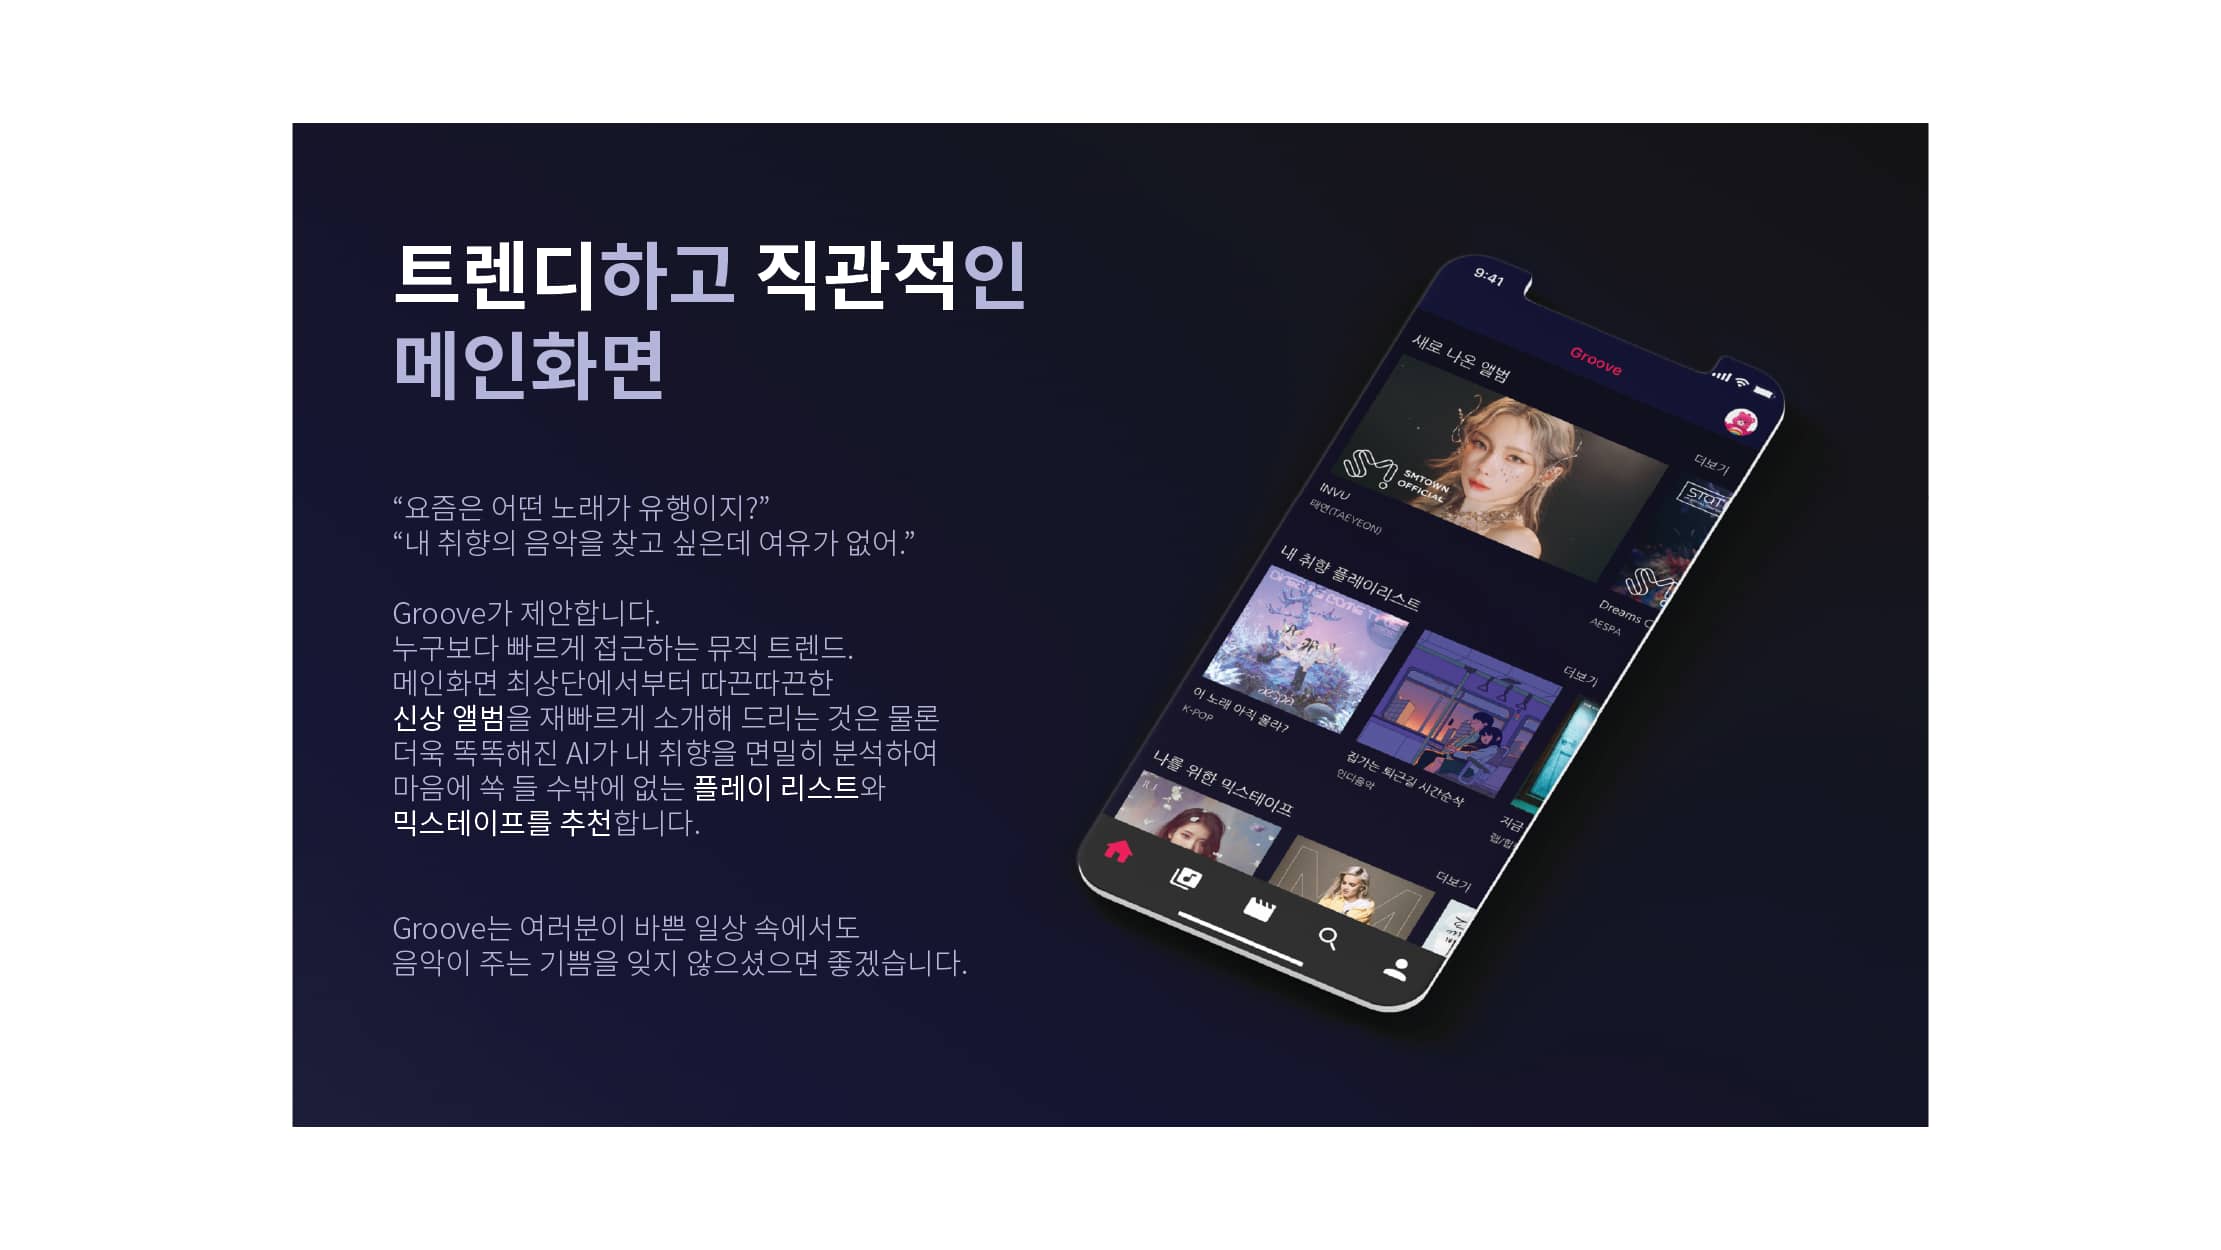 트렌디하고 직관적인
메인화면
“요즘은 어떤 노래가 유행이지?”
“내 취향의 음악을 찾고 싶은데 여유가 없어.”
Groove가 제안합니다.
누구보다 빠르게 접근하는 뮤직 트렌드.
메인화면 최상단에서부터 따끈따끈한
신상 앨범을 재빠르게 소개해 드리는 것은 물론
더욱 똑똑해진 AI가 내 취향을 면밀히 분석하여
마음에 쏙 들 수밖에 없는 플레이 리스트와
믹스테이프를 추천합니다.
Groove는 여러분이 바쁜 일상 속에서도
음악이 주는 기쁨을 잊지 않으셨으면 좋겠습니다.
9:41
Groove
새로 나온 앨범
더보기
SMTOWN
OFFICIAL
STAT
INVU
태연(TAEYEON)
Dreams C
AESPA
내 취향 플레이리스트
더보기
aespa
이 노래 아직 몰라?
K-POP
집가는 퇴근길 시간순삭
인디음악
지금
랩/힙
나를 위한 믹스테이프
더보기